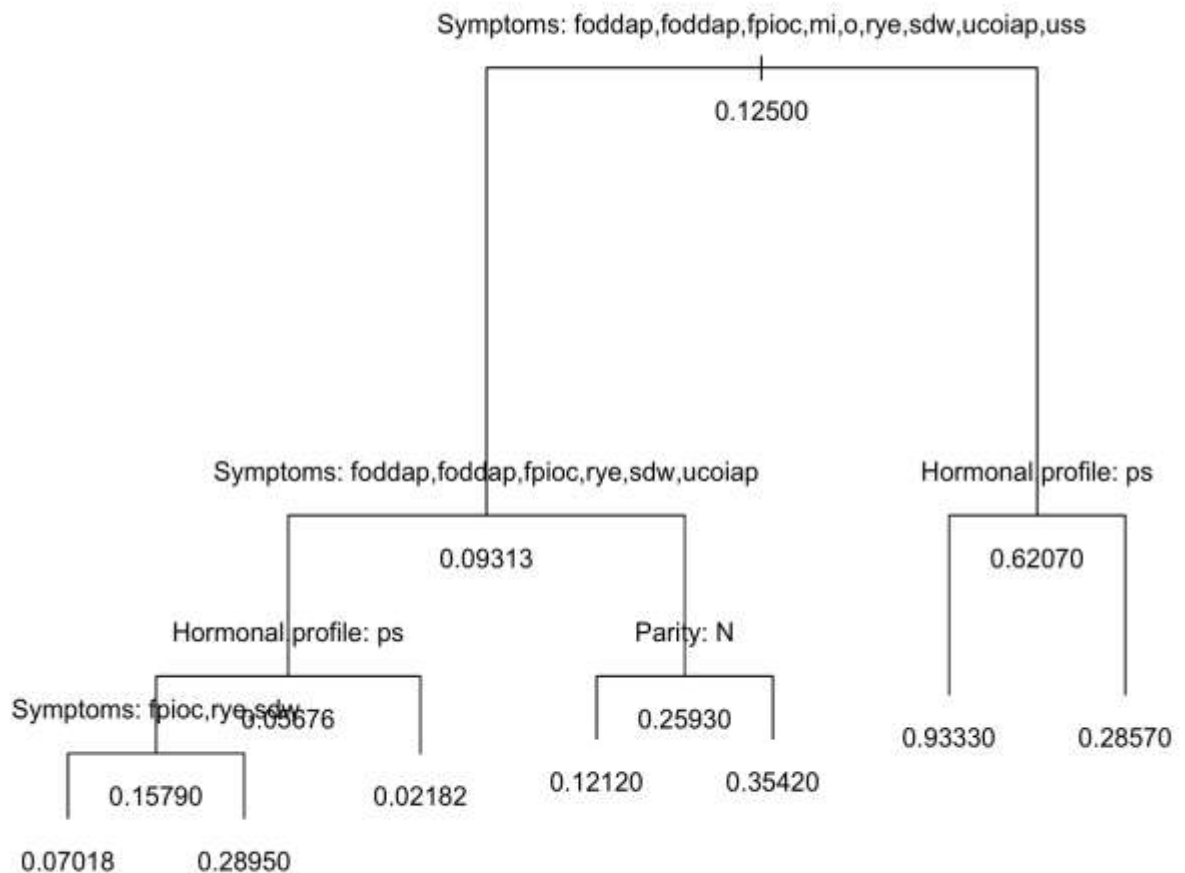 Symptoms: foddap,foddap,fpioc,mi,o,rye,sdw,ucoiap,uss
0.12500
Symptoms: foddap,foddap,fpioc,rye,sdw,ucoiap
Hormonal profile: ps
0.09313
0.62070
Hormonal profile: ps
Parity: N
Symptoms: fpioc,rye,sdw
0.05676
0.25930
0.93330
0.28570
0.15790
0.02182
0.12120
0.35420
0.07018
0.28950